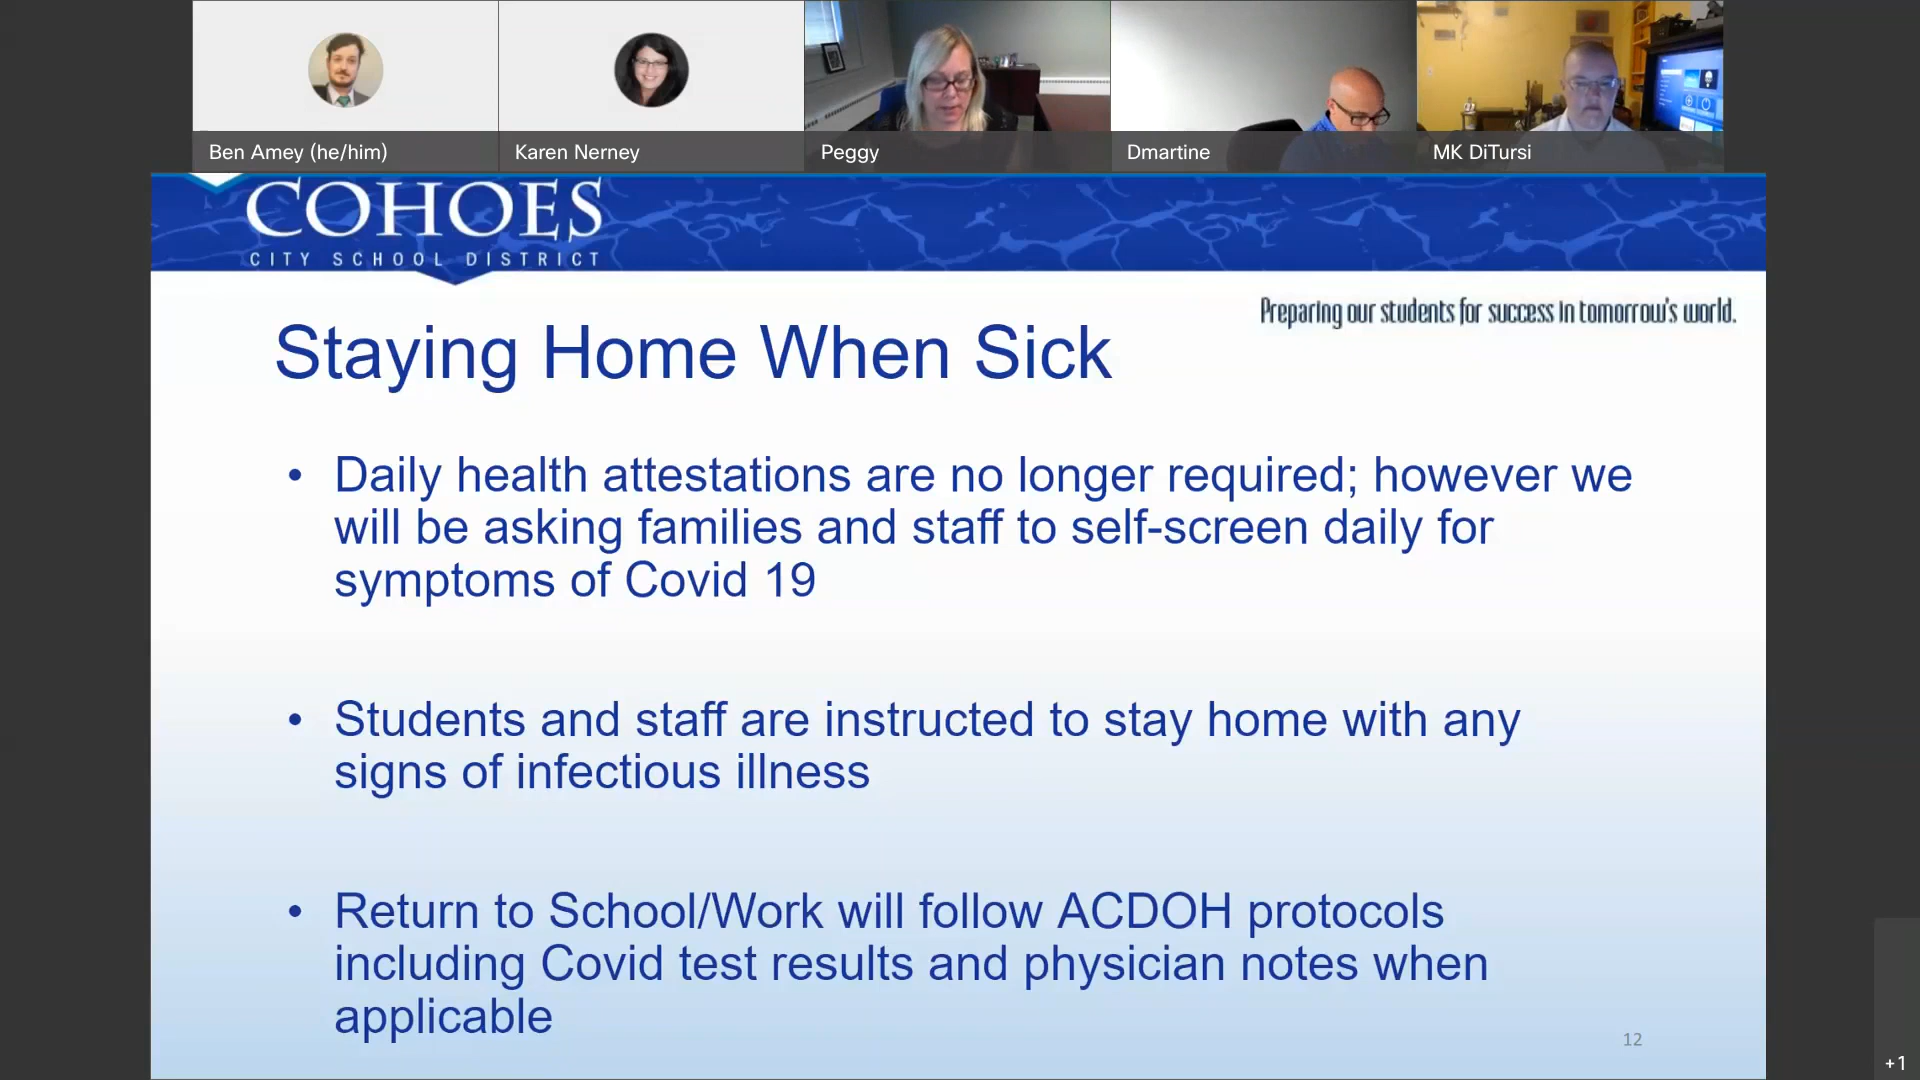 Ben Amey (he/him)
Karen Nerney
Peggy
Dmartine
MK DiTursi
COHOES
CITY SCHOOL DISTRICT
Preparing our students for success in tomorrow's world.
Staying Home When Sick
• Daily health attestations are no longer required; however we
will be asking families and staff to self-screen daily for
symptoms of Covid 19
• Students and staff are instructed to stay home with any
signs of infectious illness
• Return to School/Work will follow ACDOH protocols
including Covid test results and physician notes when
applicable
12
+1